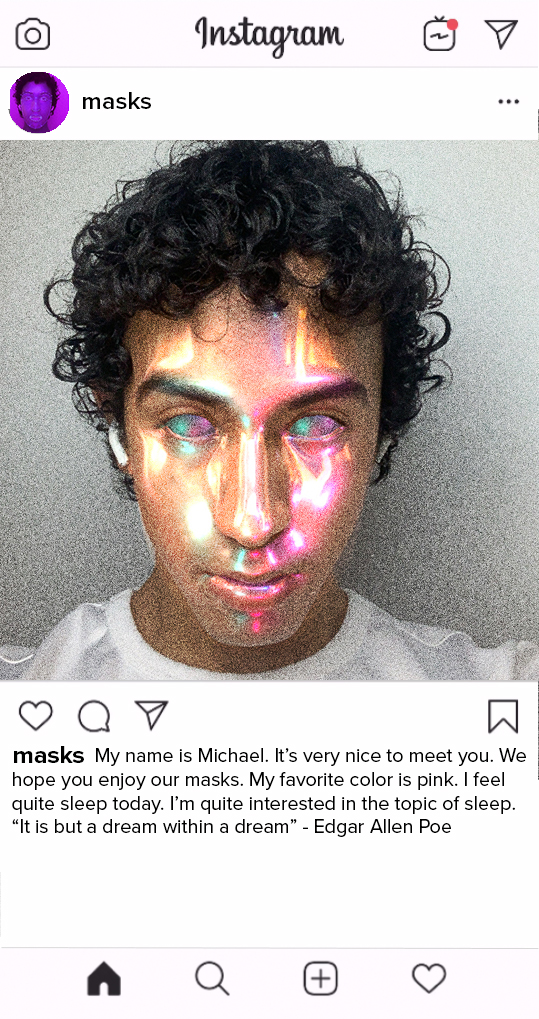 Instagram
masks
masks My name is Michael. It’s very nice to meet you. We
hope you enjoy our masks. My favorite color is pink. I feel
quite sleep today. I’m quite interested in the topic of sleep.
“It is but a dream within a dream” - Edgar Allen Poe